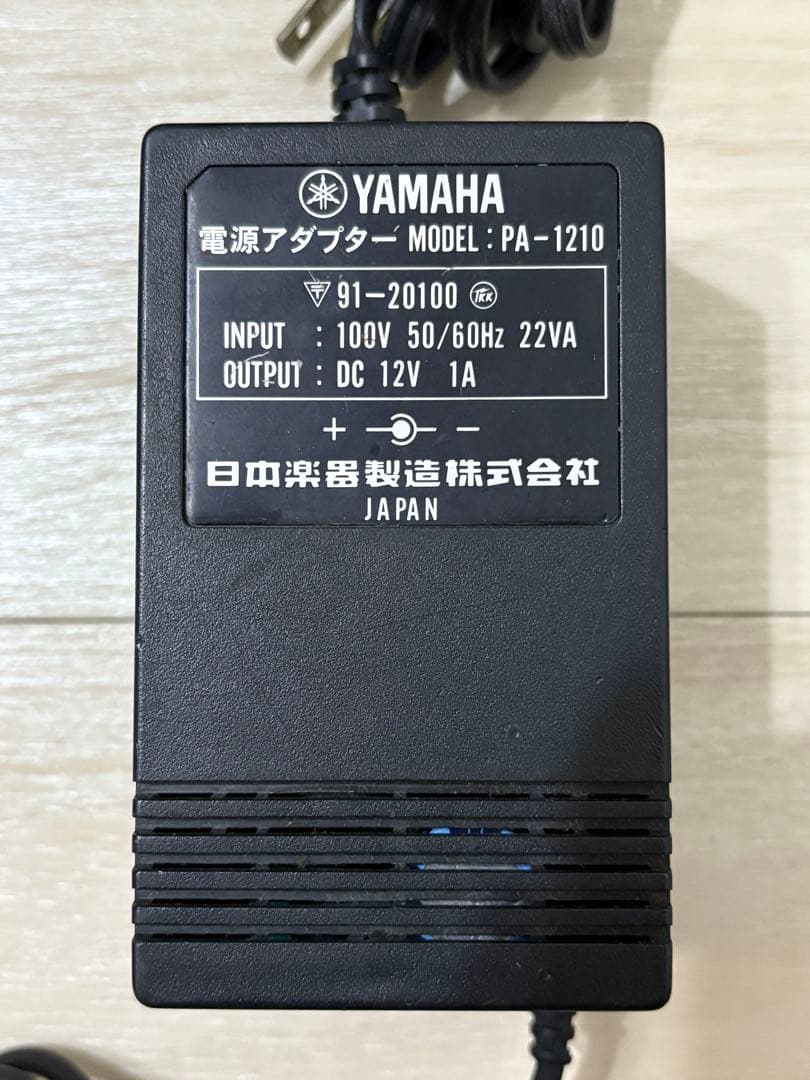 YAMAHA
電源アダプター MODEL : PA-1210
〒 91-20100
INPUT : 100V 50/60Hz 22VA
OUTPUT : DC 12V 1A
+ −
日本楽器製造株式会社
JAPAN